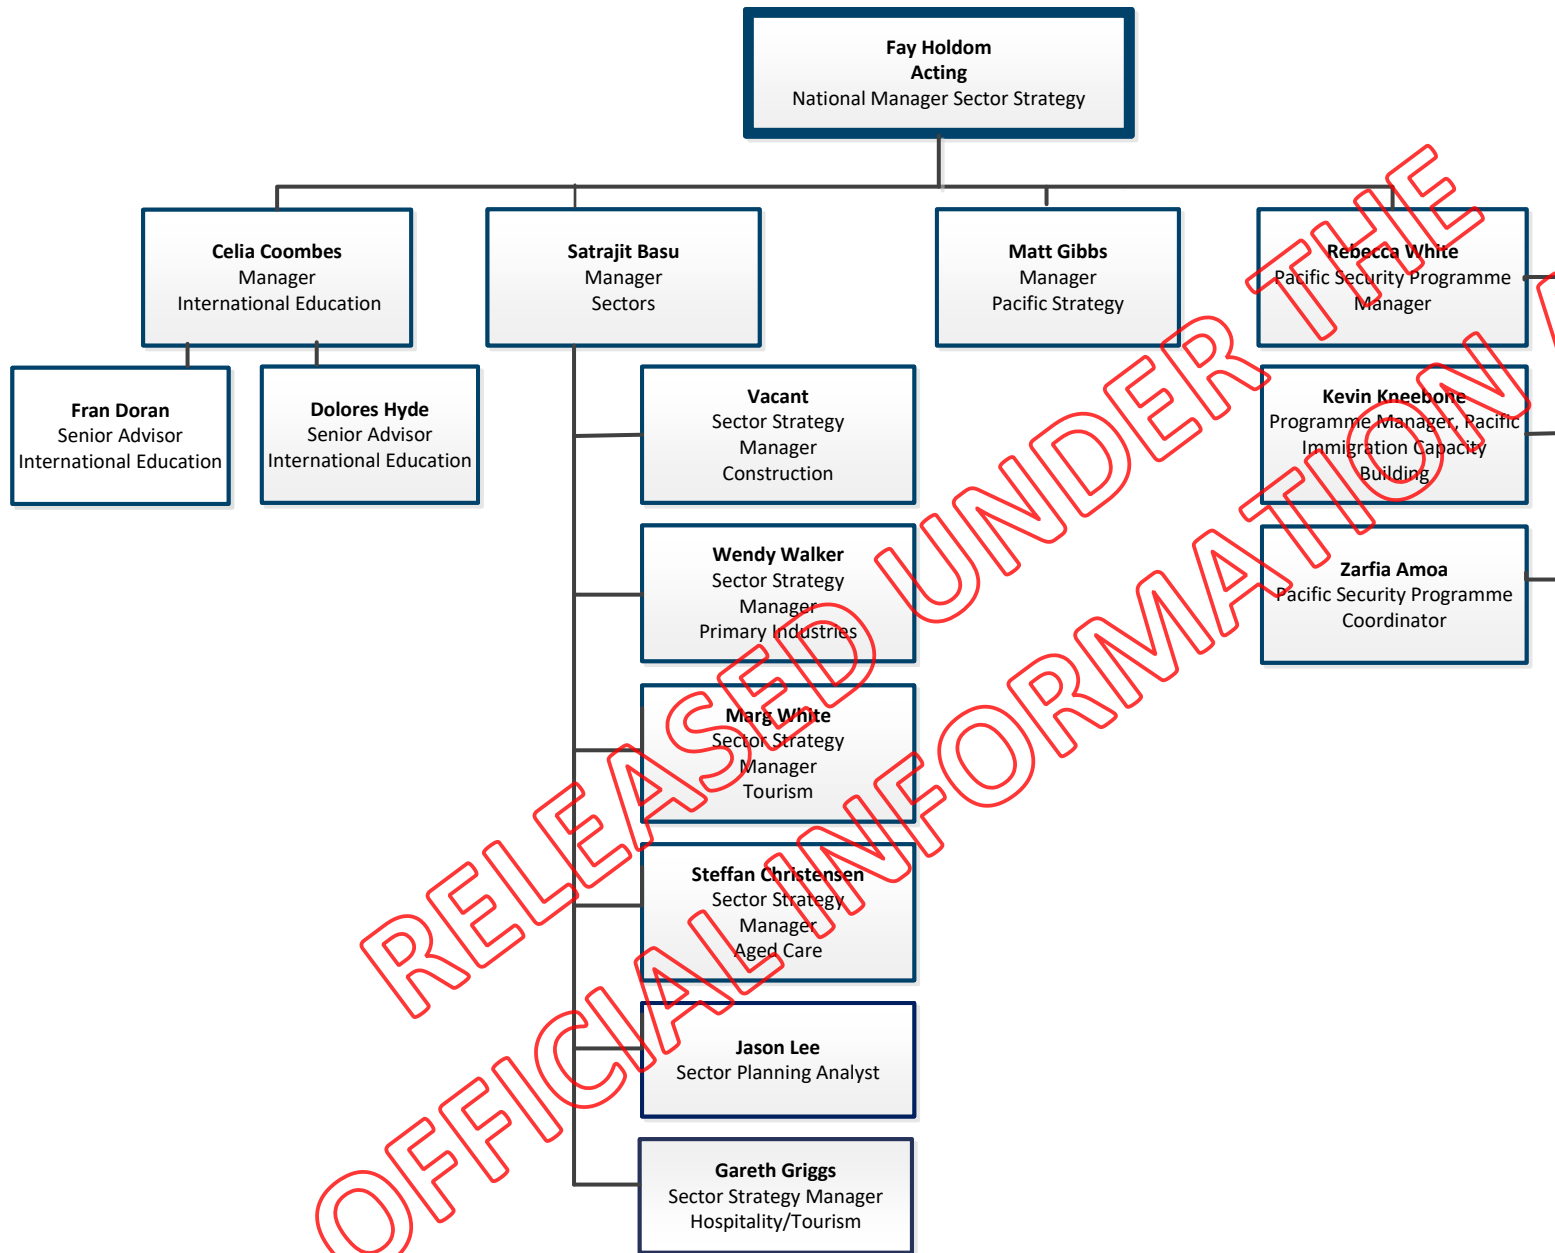 Fay Holdom
Acting
National Manager Sector Strategy
Celia Coombes
Manager
International Education
Satrajit Basu
Manager
Sectors
Matt Gibbs
Manager
Pacific Strategy
Rebecca White
Pacific Security Programme
Manager
Fran Doran
Senior Advisor
International Education
Dolores Hyde
Senior Advisor
International Education
Vacant
Sector Strategy
Manager
Construction
Kevin Kneebone
Programme Manager, Pacific
Immigration Capacity
Building
Wendy Walker
Sector Strategy
Manager
Primary Industries
Zarfia Amoa
Pacific Security Programme
Coordinator
Marg White
Sector Strategy
Manager
Tourism
Steffan Christensen
Sector Strategy
Manager
Aged Care
Jason Lee
Sector Planning Analyst
Gareth Griggs
Sector Strategy Manager
Hospitality/Tourism
RELEASED UNDER THE
OFFICIAL INFORMATION